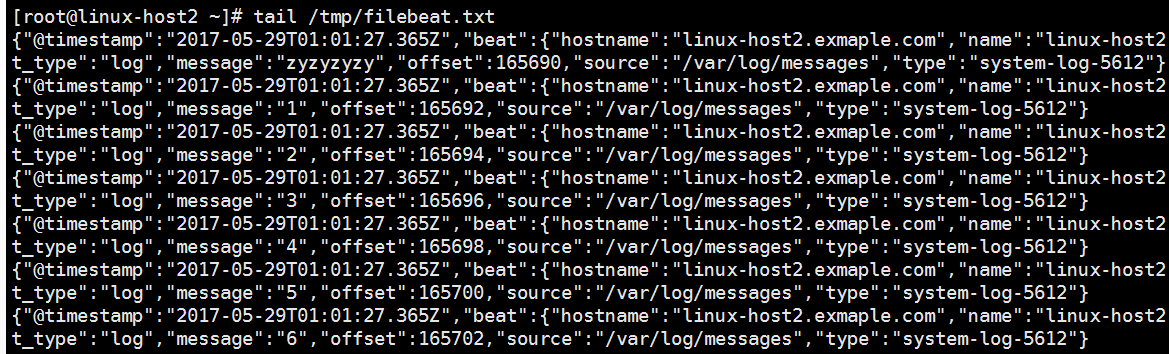 [root@linux-host2 ~]# tail /tmp/filebeat.txt
{"@timestamp":"2017-05-29T01:01:27.365Z","beat":{"hostname":"linux-host2.exmaple.com","name":"linux-host2
t_type":"log","message":"zyzyzyzy","offset":165690,"source":"/var/log/messages","type":"system-log-5612"}
{"@timestamp":"2017-05-29T01:01:27.365Z","beat":{"hostname":"linux-host2.exmaple.com","name":"linux-host2
t_type":"log","message":"1","offset":165692,"source":"/var/log/messages","type":"system-log-5612"}
{"@timestamp":"2017-05-29T01:01:27.365Z","beat":{"hostname":"linux-host2.exmaple.com","name":"linux-host2
t_type":"log","message":"2","offset":165694,"source":"/var/log/messages","type":"system-log-5612"}
{"@timestamp":"2017-05-29T01:01:27.365Z","beat":{"hostname":"linux-host2.exmaple.com","name":"linux-host2
t_type":"log","message":"3","offset":165696,"source":"/var/log/messages","type":"system-log-5612"}
{"@timestamp":"2017-05-29T01:01:27.365Z","beat":{"hostname":"linux-host2.exmaple.com","name":"linux-host2
t_type":"log","message":"4","offset":165698,"source":"/var/log/messages","type":"system-log-5612"}
{"@timestamp":"2017-05-29T01:01:27.365Z","beat":{"hostname":"linux-host2.exmaple.com","name":"linux-host2
t_type":"log","message":"5","offset":165700,"source":"/var/log/messages","type":"system-log-5612"}
{"@timestamp":"2017-05-29T01:01:27.365Z","beat":{"hostname":"linux-host2.exmaple.com","name":"linux-host2
t_type":"log","message":"6","offset":165702,"source":"/var/log/messages","type":"system-log-5612"}